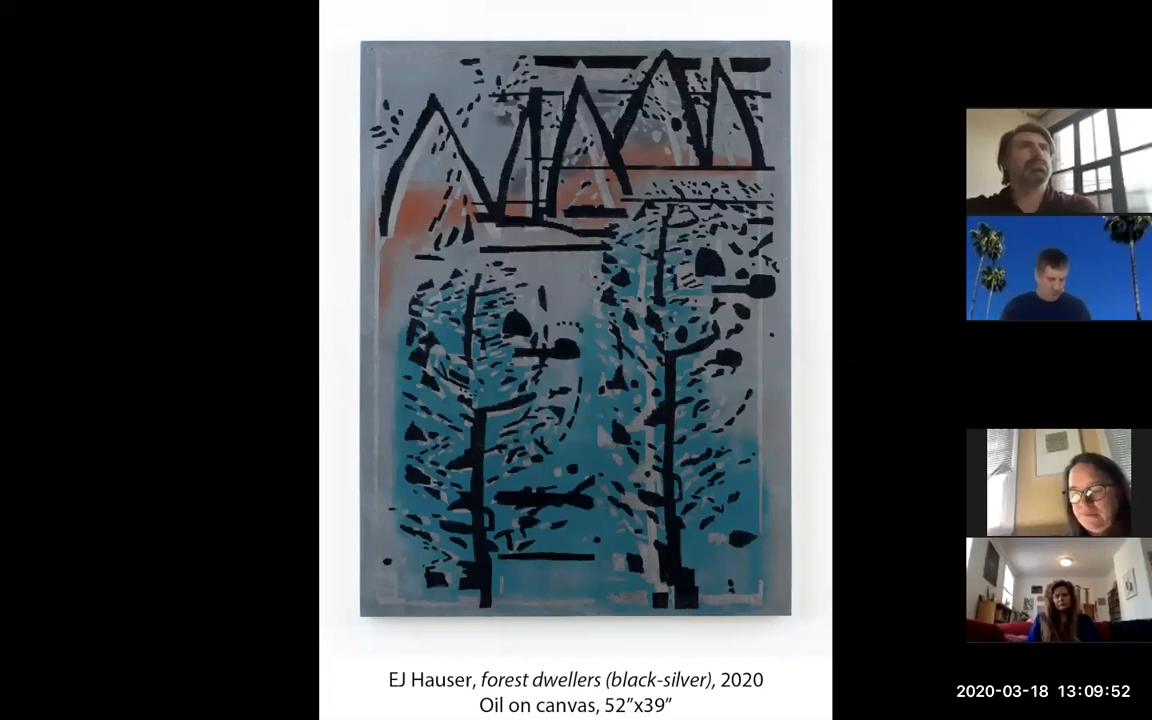 EJ Hauser, forest dwellers (black-silver), 2020
Oil on canvas, 52”x39”
2020-03-18 13:09:52